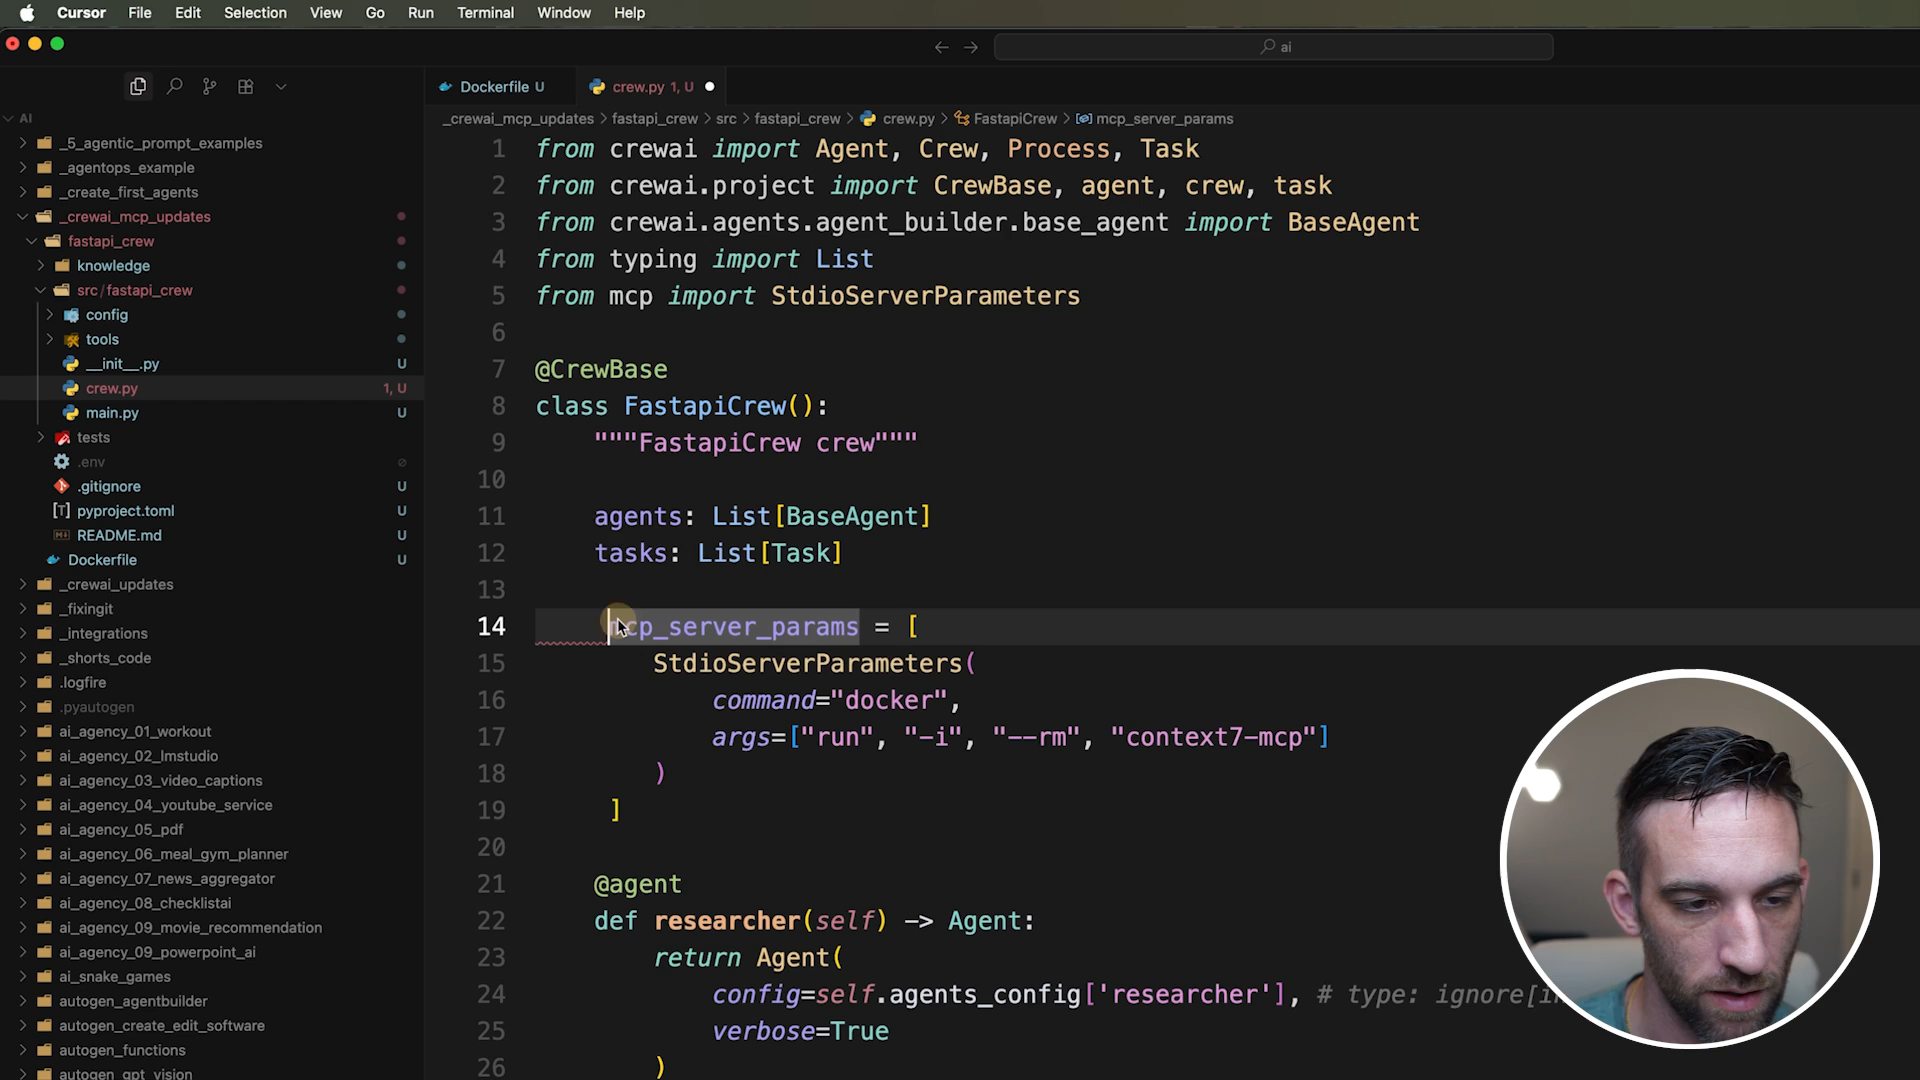 Cursor File Edit Selection View Go Run Terminal Window Help
ai
Dockerfile U
crew.py 1, U
AI
_5_agentic_prompt_examples
_agentops_example
_create_first_agents
_crewai_mcp_updates
fastapi_crew
knowledge
src/fastapi_crew
config
tools
__init__.py U
crew.py 1, U
main.py U
tests
.env
.gitignore U
pyproject.toml U
README.md U
Dockerfile U
_crewai_updates
_fixingit
_integrations
_shorts_code
.logfire
.pyautogen
ai_agency_01_workout
ai_agency_02_lmstudio
ai_agency_03_video_captions
ai_agency_04_youtube_service
ai_agency_05_pdf
ai_agency_06_meal_gym_planner
ai_agency_07_news_aggregator
ai_agency_08_checklistai
ai_agency_09_movie_recommendation
ai_agency_09_powerpoint_ai
ai_snake_games
autogen_agentbuilder
autogen_create_edit_software
autogen_functions
autogen_gpt_vision
_crewai_mcp_updates > fastapi_crew > src > fastapi_crew > crew.py > FastapiCrew > mcp_server_params
1 from crewai import Agent, Crew, Process, Task
2 from crewai.project import CrewBase, agent, crew, task
3 from crewai.agents.agent_builder.base_agent import BaseAgent
4 from typing import List
5 from mcp import StdioServerParameters
6
7 @CrewBase
8 class FastapiCrew():
9 """FastapiCrew crew"""
10
11 agents: List[BaseAgent]
12 tasks: List[Task]
13
14 mcp_server_params = [
15 StdioServerParameters(
16 command="docker",
17 args=["run", "-i", "--rm", "context7-mcp"]
18 )
19 ]
20
21 @agent
22 def researcher(self) -> Agent:
23 return Agent(
24 config=self.agents_config['researcher'], # type: ignore[
25 verbose=True
26 )